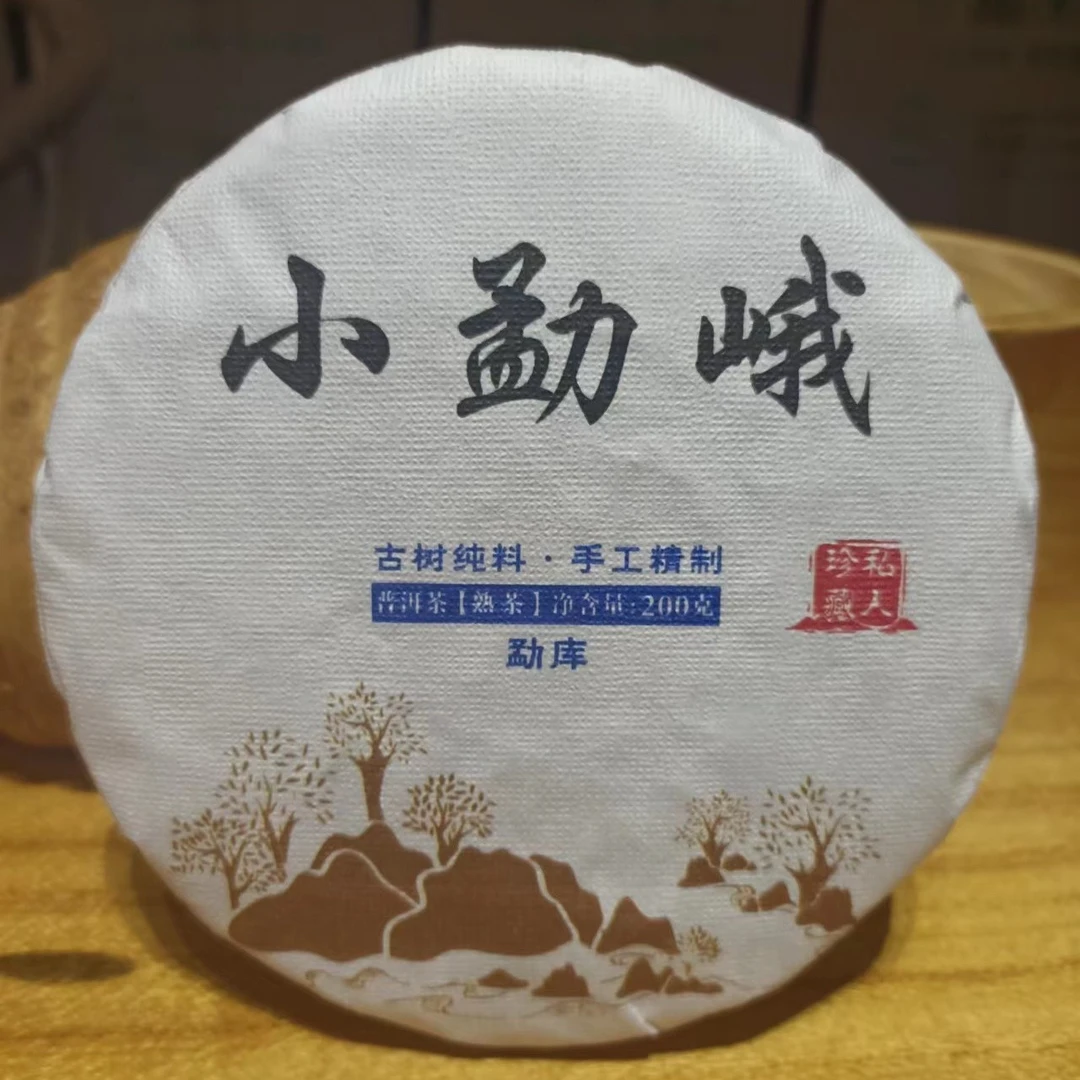 小勐峨
古树纯料·手工精制
普洱茶【熟茶】净含量:200克
勐库
私人
珍藏